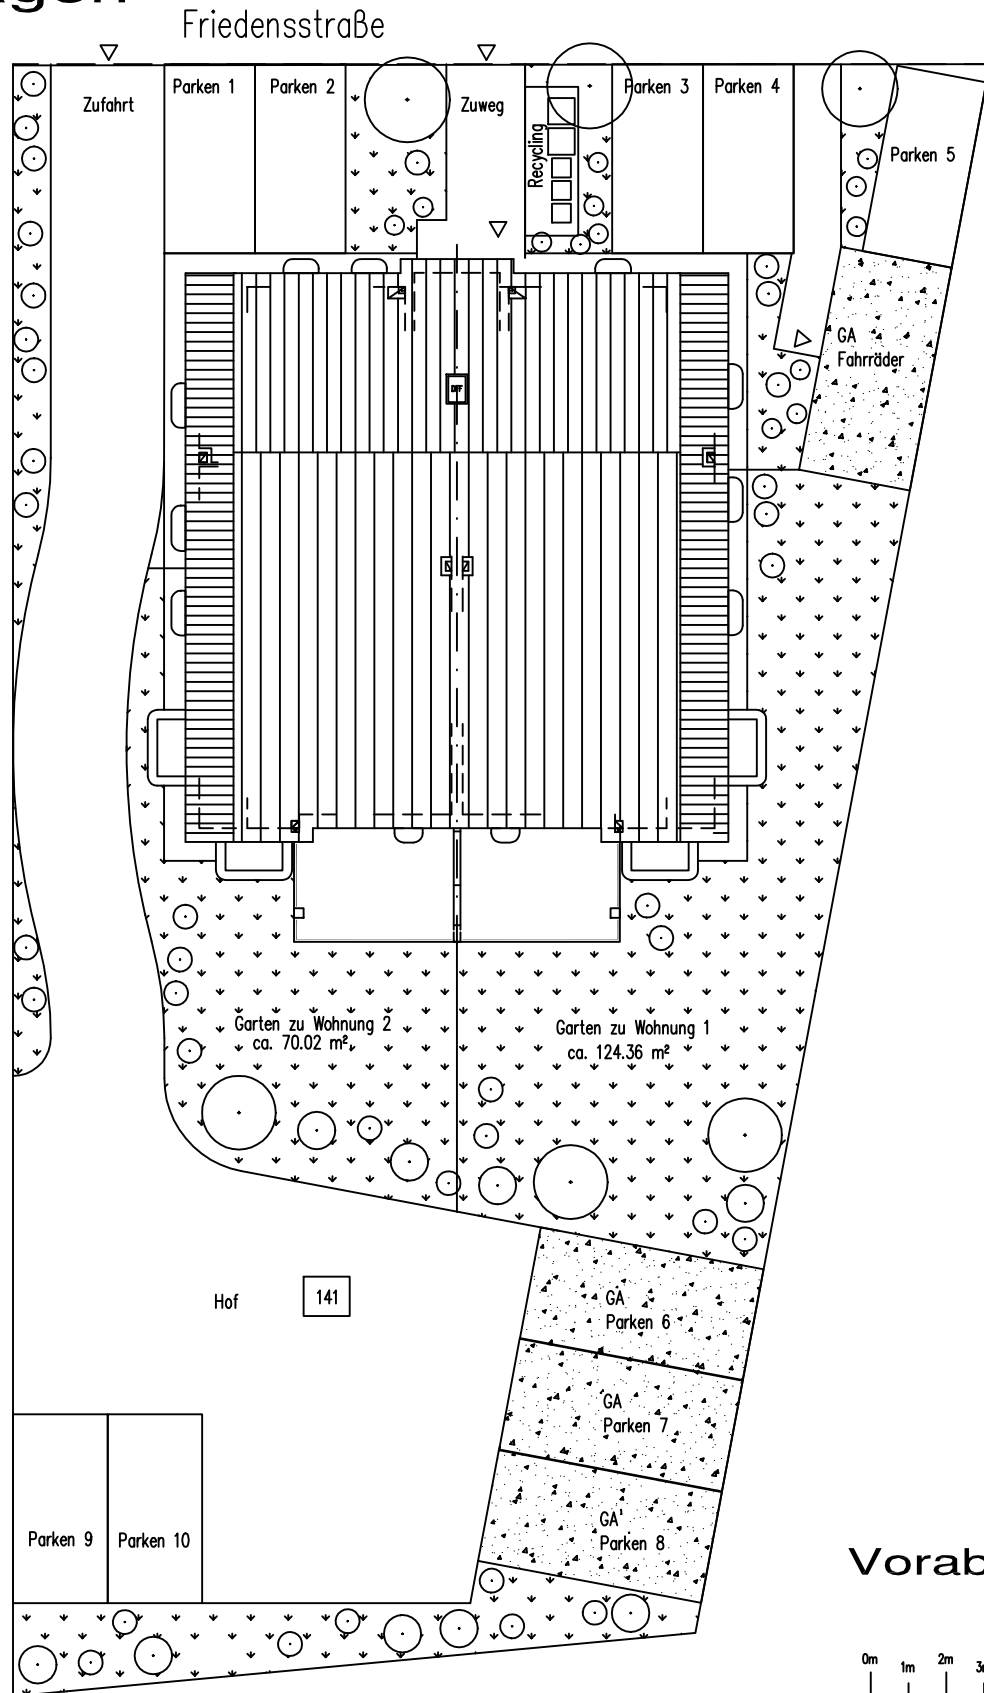 Friedensstraße
Parken 1
Parken 2
Parken 3
Parken 4
Zufahrt
Zuweg
Recycling
Parken 5
GA
Fahrräder
DFF
Garten zu Wohnung 2
ca. 70.02 m²
Garten zu Wohnung 1
ca. 124.36 m²
Hof
141
GA
Parken 6
GA
Parken 7
GA
Parken 8
Parken 9
Parken 10
Vorab
0m
1m
2m